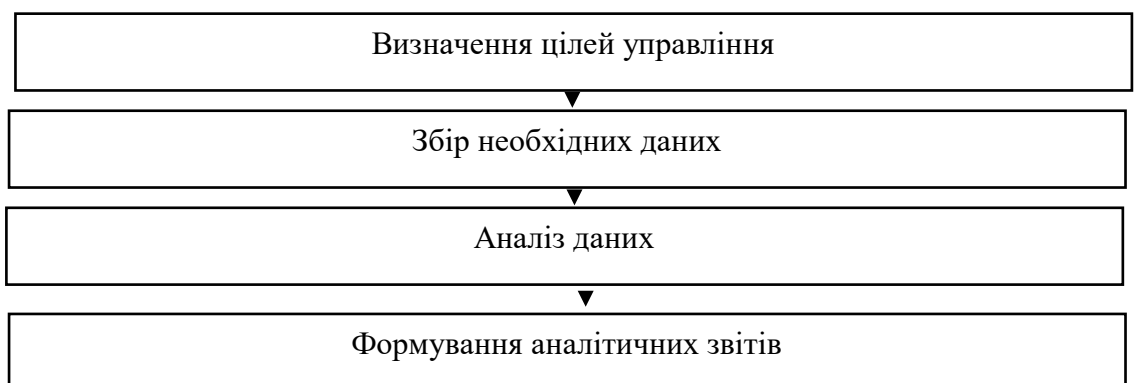 Визначення цілей управління
Збір необхідних даних
Аналіз даних
Формування аналітичних звітів